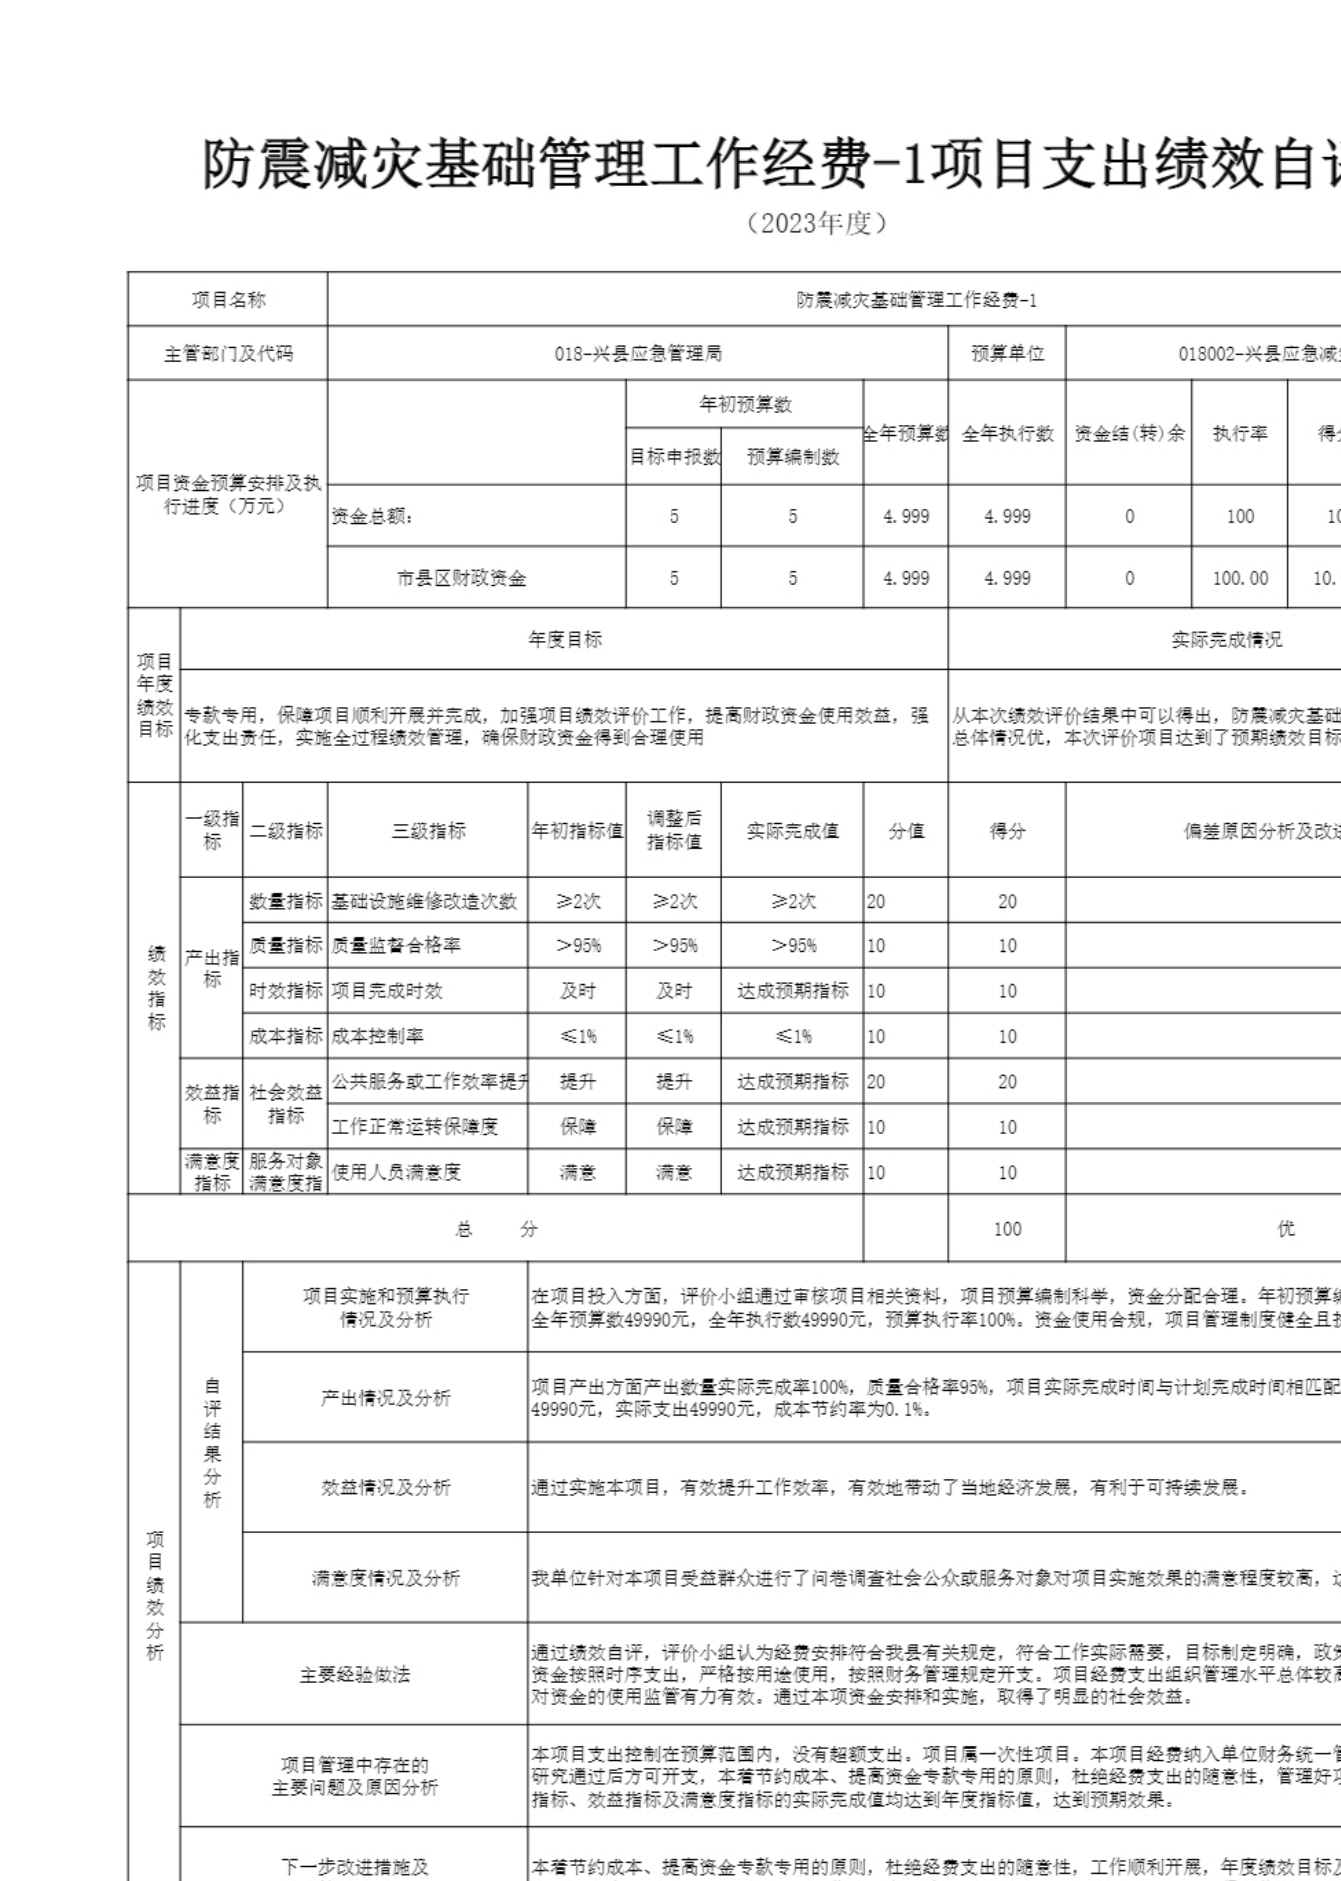 防震减灾基础管理工作经费-1项目支出绩效自
（2023年度）
项目名称
防震减灾基础管理工作经费-1
主管部门及代码
018-兴县应急管理局
预算单位
018002-兴县应急减
项目资金预算安排及执
行进度（万元）
年初预算数
全年预算数
全年执行数
资金结(转)余
执行率
目标申报数
预算编制数
资金总额：
5
5
4.999
4.999
0
100
市县区财政资金
5
5
4.999
4.999
0
100.00
10.
项目
年度
绩效
目标
年度目标
实际完成情况
专款专用，保障项目顺利开展并完成，加强项目绩效评价工作，提高财政资金使用效益，强
化支出责任，实施全过程绩效管理，确保财政资金得到合理使用
从本次绩效评价结果中可以得出，防震减灾基础
总体情况优，本次评价项目达到了预期绩效目标
绩
效
指
标
一级指
标
二级指标
三级指标
年初指标值
调整后
指标值
实际完成值
分值
得分
偏差原因分析及改进
产出指
标
数量指标
基础设施维修改造次数
≥2次
≥2次
≥2次
20
20
质量指标
质量监督合格率
＞95%
＞95%
＞95%
10
10
时效指标
项目完成时效
及时
及时
达成预期指标
10
10
成本指标
成本控制率
≤1%
≤1%
≤1%
10
10
效益指
标
社会效益
指标
公共服务或工作效率提升
提升
提升
达成预期指标
20
20
工作正常运转保障度
保障
保障
达成预期指标
10
10
满意度
指标
服务对象
满意度指
使用人员满意度
满意
满意
达成预期指标
10
10
总　　分
100
优
项
目
绩
效
分
析
自
评
结
果
分
析
项目实施和预算执行
情况及分析
在项目投入方面，评价小组通过审核项目相关资料，项目预算编制科学，资金分配合理。年初预算编
全年预算数49990元，全年执行数49990元，预算执行率100%。资金使用合规，项目管理制度健全且执
产出情况及分析
项目产出方面产出数量实际完成率100%，质量合格率95%，项目实际完成时间与计划完成时间相匹配
49990元，实际支出49990元，成本节约率为0.1%。
效益情况及分析
通过实施本项目，有效提升工作效率，有效地带动了当地经济发展，有利于可持续发展。
满意度情况及分析
我单位针对本项目受益群众进行了问卷调查社会公众或服务对象对项目实施效果的满意程度较高，达
主要经验做法
通过绩效自评，评价小组认为经费安排符合我县有关规定，符合工作实际需要，目标制定明确，政
资金按照时序支出，严格按用途使用，按照财务管理规定开支。项目经费支出组织管理水平总体较高
对资金的使用监管有力有效。通过本项资金安排和实施，取得了明显的社会效益。
项目管理中存在的
主要问题及原因分析
本项目支出控制在预算范围内，没有超额支出。项目属一次性项目。本项目经费纳入单位财务统一管
研究通过后方可开支，本着节约成本、提高资金专款专用的原则，杜绝经费支出的随意性，管理好项
指标、效益指标及满意度指标的实际完成值均达到年度指标值，达到预期效果。
下一步改进措施及
本着节约成本、提高资金专款专用的原则，杜绝经费支出的随意性，工作顺利开展，年度绩效目标及